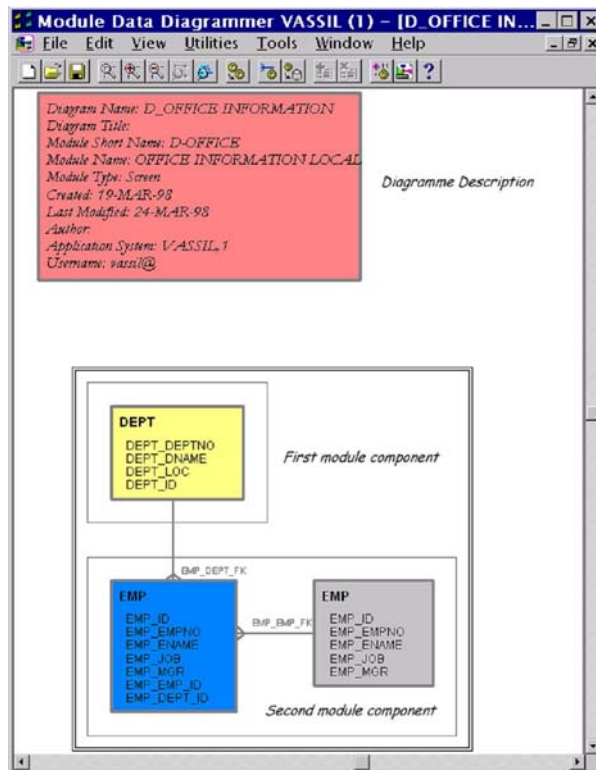 Module Data Diagrammer VASSIL (1) - [D_OFFICE IN...
File Edit View Utilities Tools Window Help
Diagram Name: D_OFFICE INFORMATION
Diagram Title:
Module Short Name: D-OFFICE
Module Name: OFFICE INFORMATION LOCAL
Module Type: Screen
Created: 19-MAR-98
Last Modified: 24-MAR-98
Author:
Application System: VASSIL,1
Username: vassil@
Diagramme Description
DEPT
DEPT_DEPTNO
DEPT_DNAME
DEPT_LOC
DEPT_ID
First module component
EMP_DEPT_FK
EMP
EMP_ID
EMP_EMPNO
EMP_ENAME
EMP_JOB
EMP_MGR
EMP_EMP_ID
EMP_DEPT_ID
EMP_EMP_FK
EMP
EMP_ID
EMP_EMPNO
EMP_ENAME
EMP_JOB
EMP_MGR
Second module component